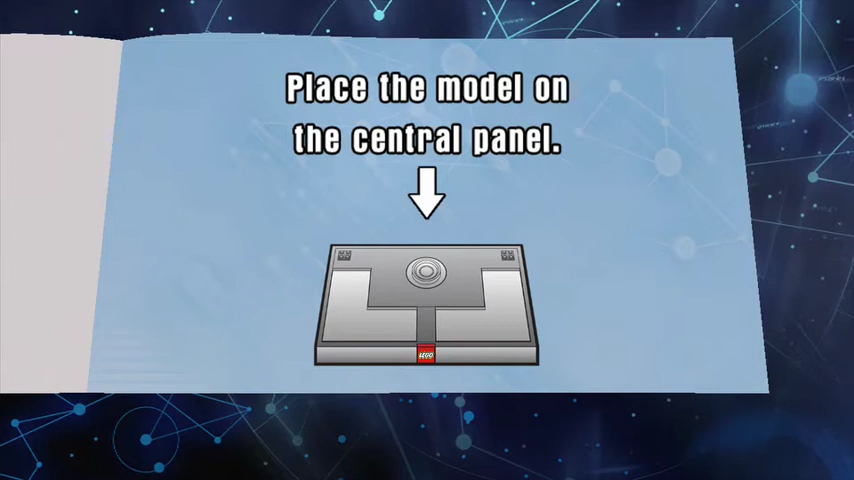 Place the model on
the central panel.
LEGO